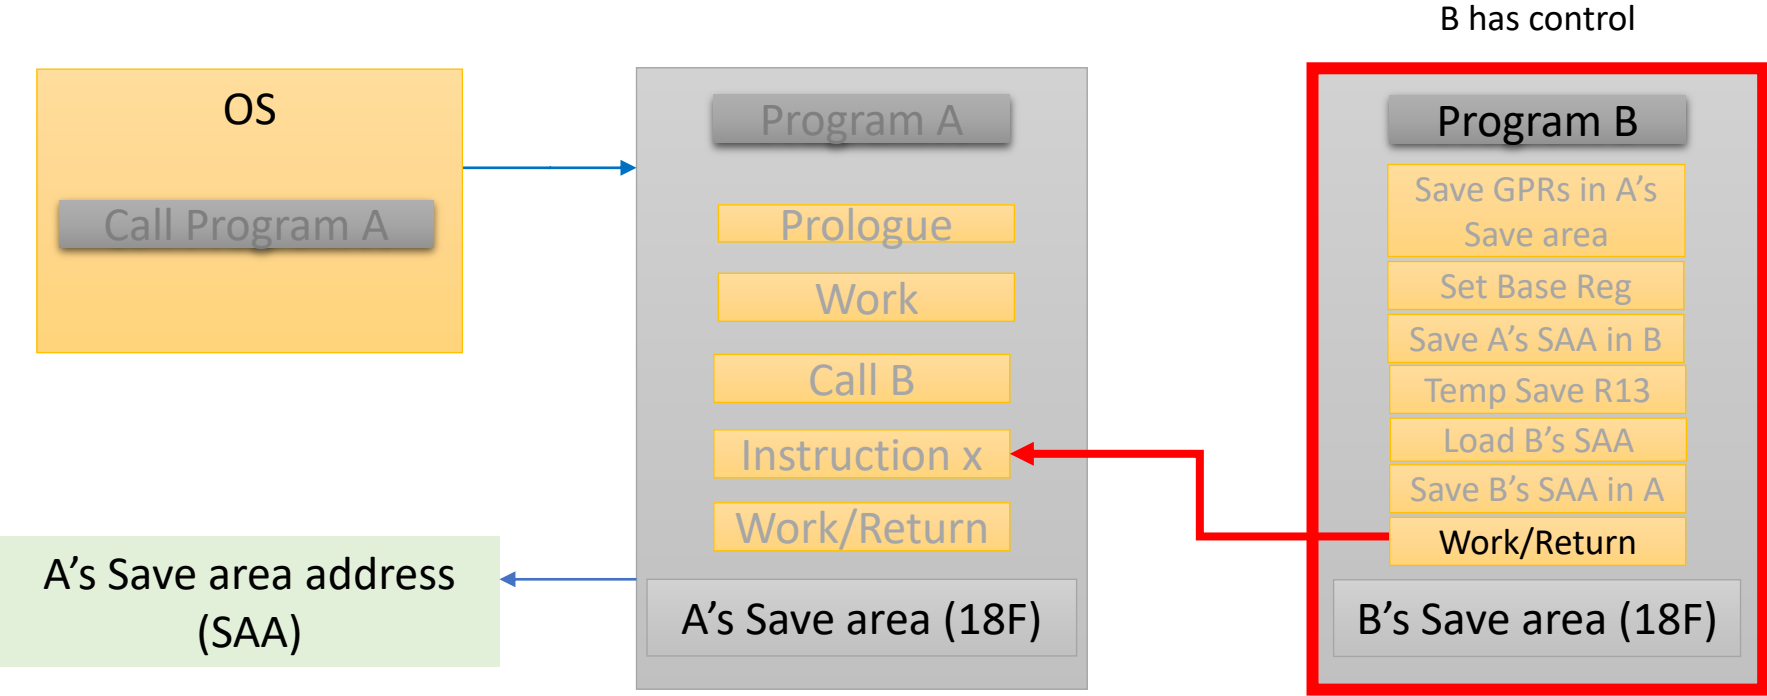 B has control
OS
Call Program A
Program A
Prologue
Work
Call B
Instruction x
Work/Return
A’s Save area (18F)
A’s Save area address
(SAA)
Program B
Save GPRs in A’s
Save area
Set Base Reg
Save A’s SAA in B
Temp Save R13
Load B’s SAA
Save B’s SAA in A
Work/Return
B’s Save area (18F)